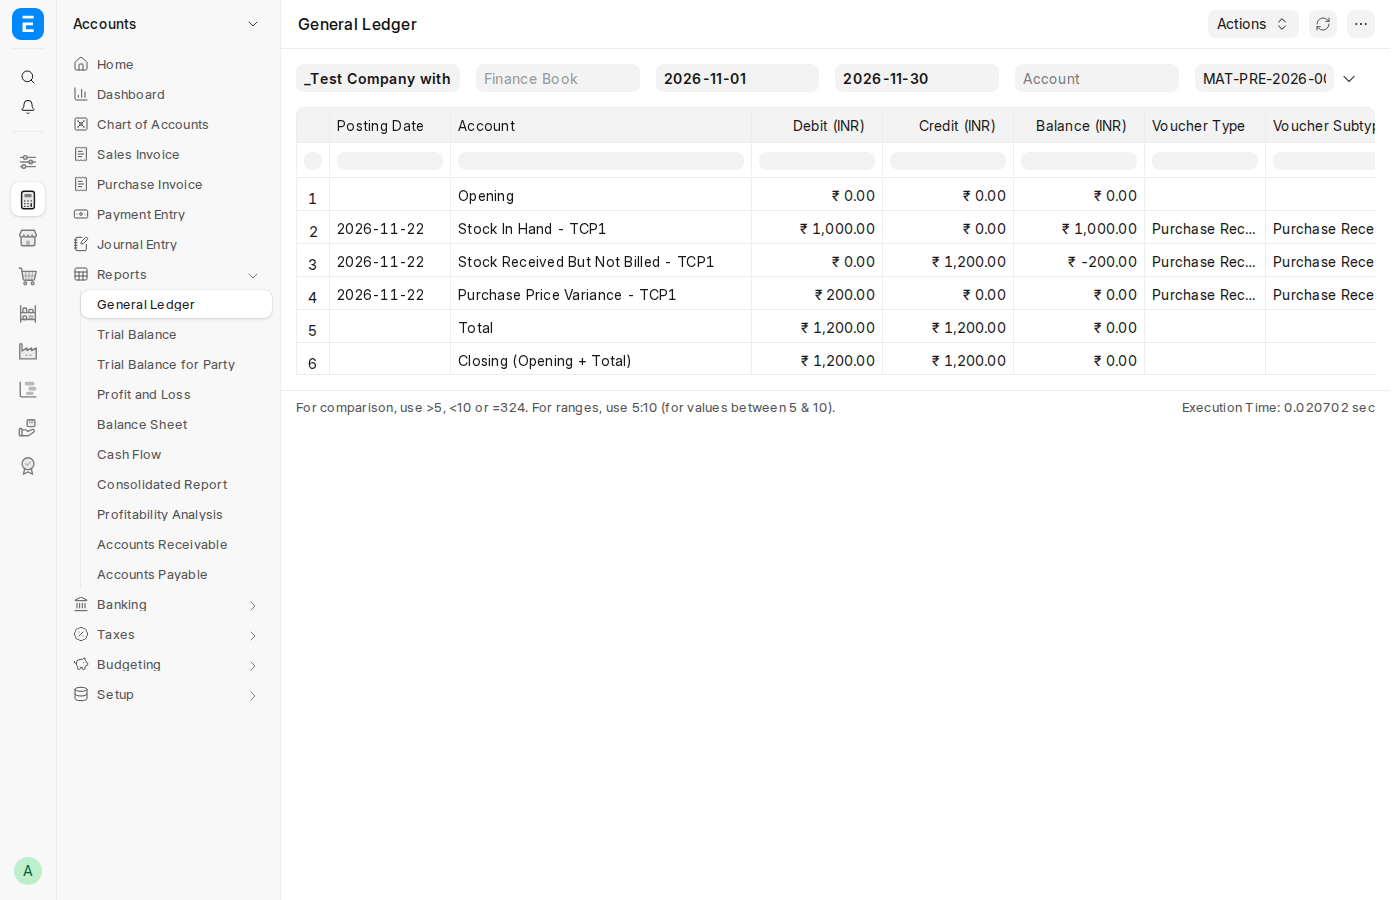 Accounts
General Ledger
Actions
Home
Dashboard
Chart of Accounts
Sales Invoice
Purchase Invoice
Payment Entry
Journal Entry
Reports
General Ledger
Trial Balance
Trial Balance for Party
Profit and Loss
Balance Sheet
Cash Flow
Consolidated Report
Profitability Analysis
Accounts Receivable
Accounts Payable
Banking
Taxes
Budgeting
Setup
A
_Test Company with
Finance Book
2026-11-01
2026-11-30
Account
MAT-PRE-2026-00
Posting Date Account Debit (INR) Credit (INR) Balance (INR) Voucher Type Voucher Subtyp
1 Opening ₹ 0.00 ₹ 0.00 ₹ 0.00
2 2026-11-22 Stock In Hand - TCP1 ₹ 1,000.00 ₹ 0.00 ₹ 1,000.00 Purchase Rec... Purchase Rece
3 2026-11-22 Stock Received But Not Billed - TCP1 ₹ 0.00 ₹ 1,200.00 ₹ -200.00 Purchase Rec... Purchase Rece
4 2026-11-22 Purchase Price Variance - TCP1 ₹ 200.00 ₹ 0.00 ₹ 0.00 Purchase Rec... Purchase Rece
5 Total ₹ 1,200.00 ₹ 1,200.00 ₹ 0.00
6 Closing (Opening + Total) ₹ 1,200.00 ₹ 1,200.00 ₹ 0.00
For comparison, use >5, <10 or =324. For ranges, use 5:10 (for values between 5 & 10).
Execution Time: 0.020702 sec